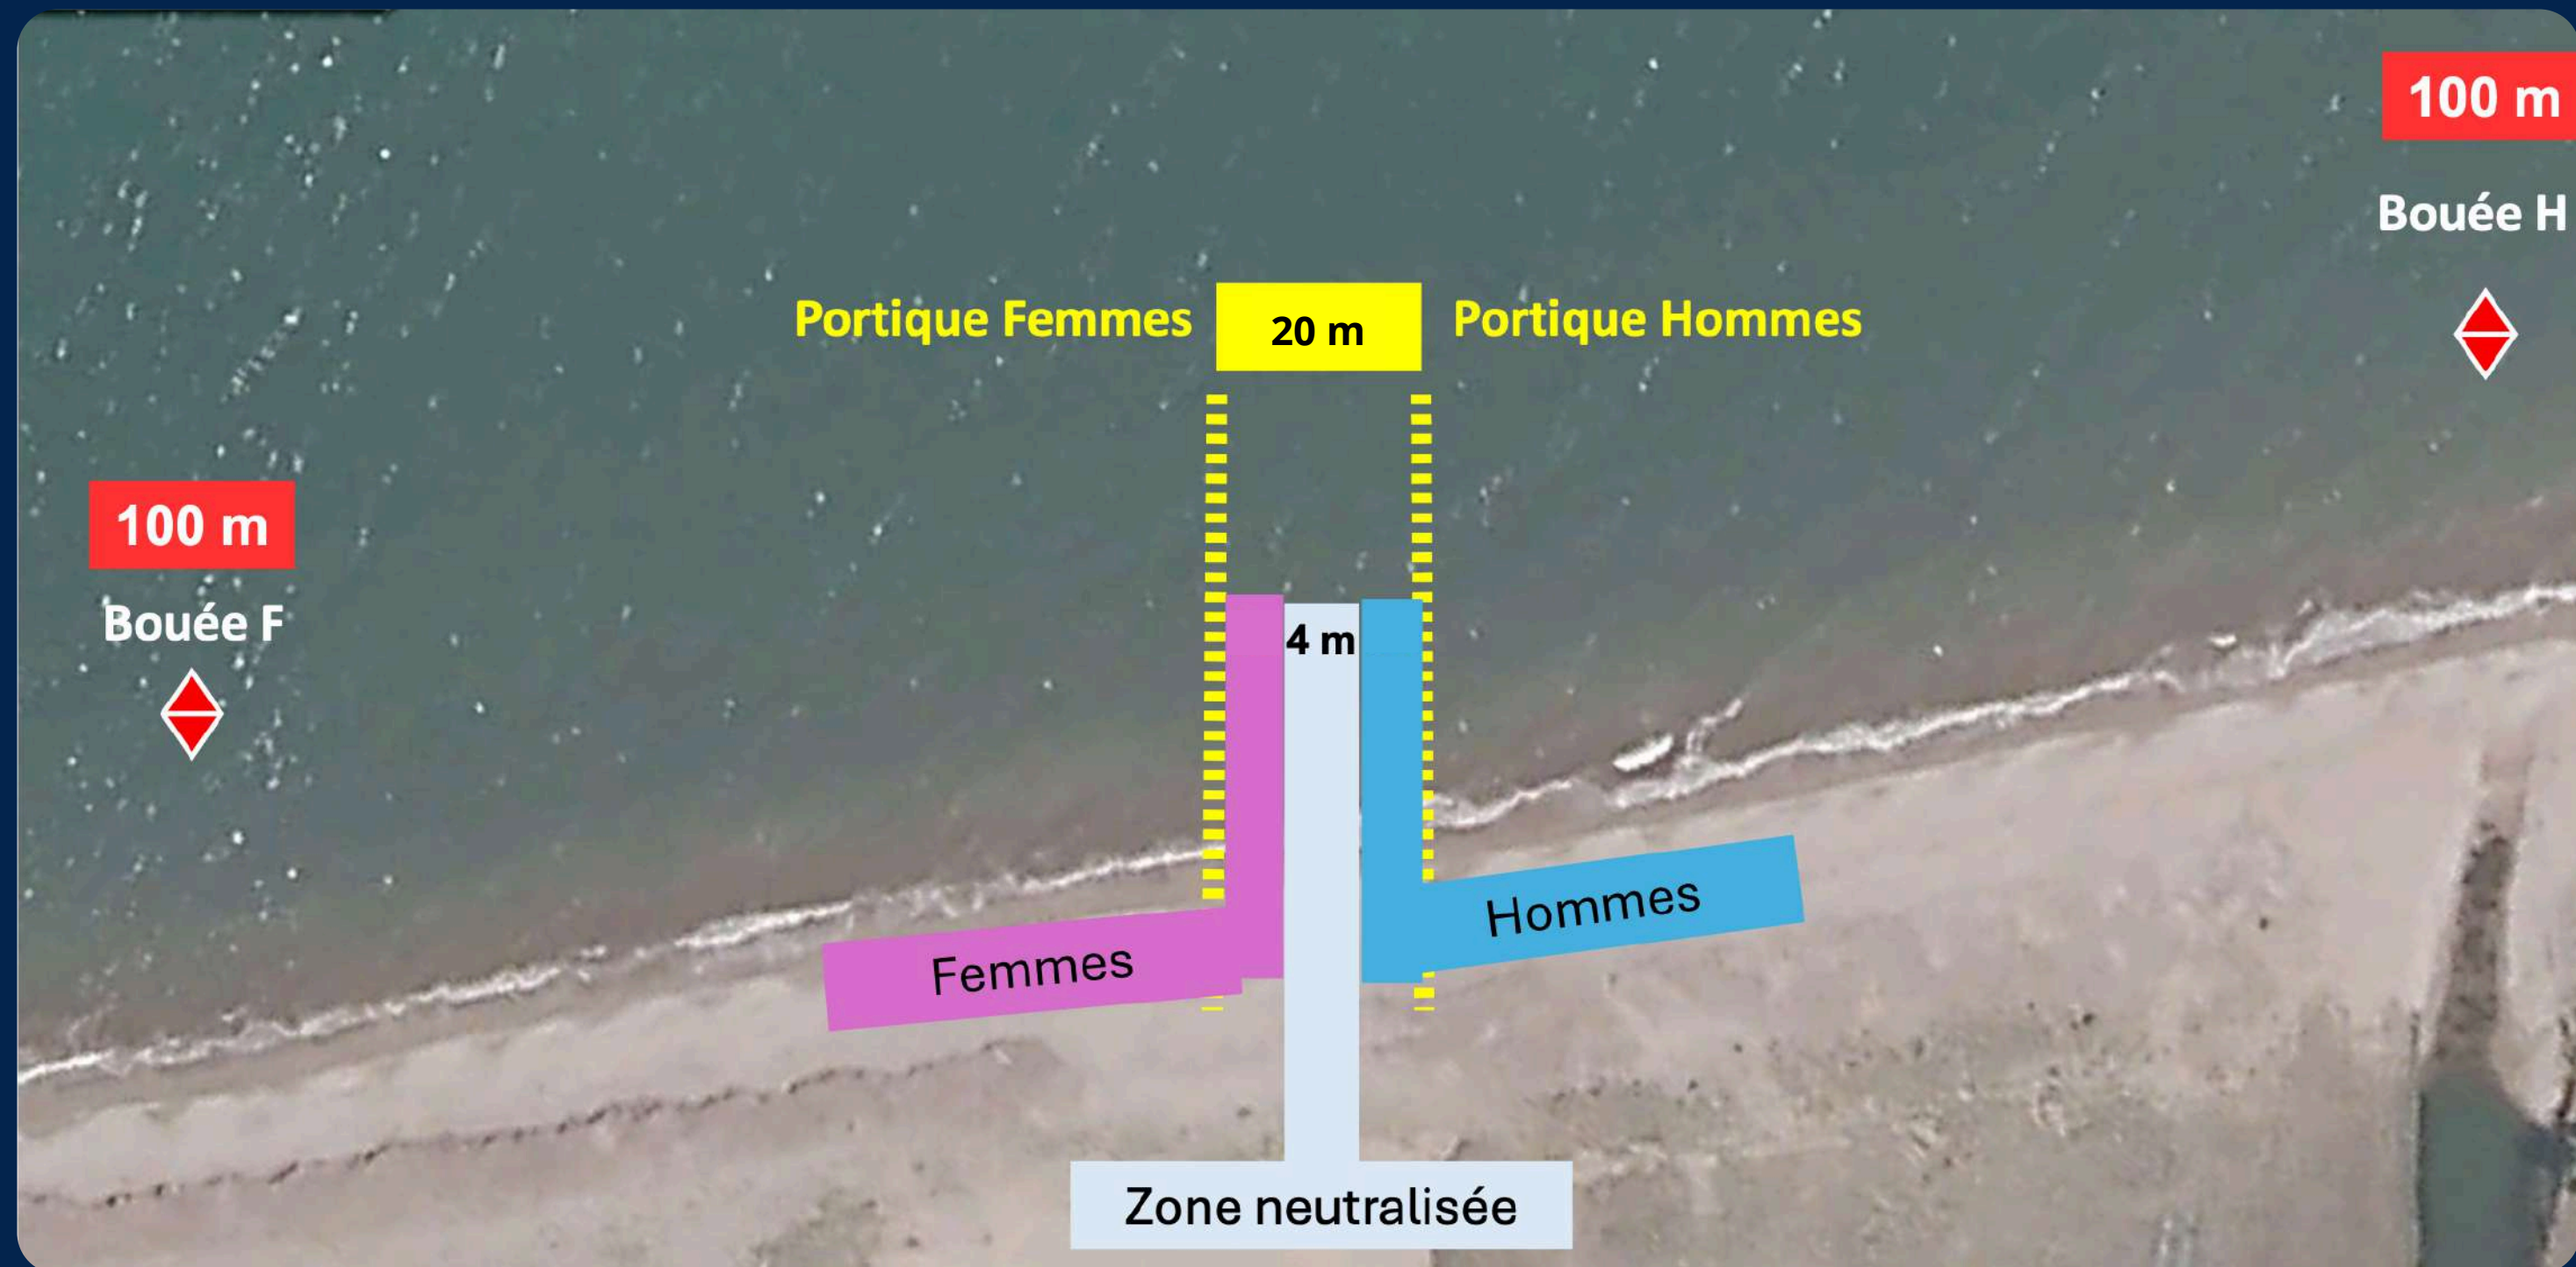 100 m
Bouée H
Portique Femmes
20 m
Portique Hommes
100 m
Bouée F
4 m
Hommes
Femmes
Zone neutralisée